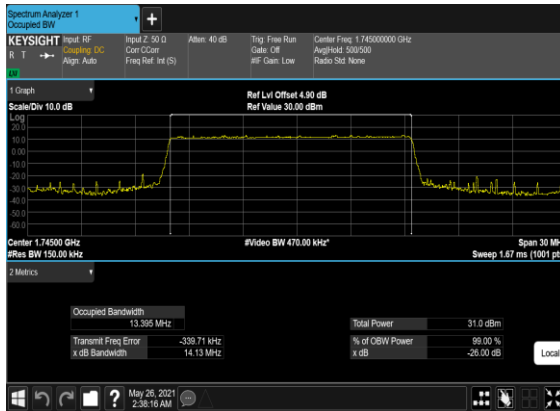 Spectrum Analyzer 1
Occupied BW
+
KEYSIGHT Input: RF Input Z: 50 Ω Atten: 40 dB Trig: Free Run Center Freq: 1.745000000 GHz
R T Coupling: DC Corr CCorr Gate: Off Avg|Hold: 500/500
Align: Auto Freq Ref: Int (S) #IF Gain: Low Radio Std: None
LXI
1 Graph
Ref Lvl Offset 4.90 dB
Scale/Div 10.0 dB Ref Value 30.00 dBm
Log
20.0
10.0
0.00
-10.0
-20.0
-30.0
-40.0
-50.0
-60.0
Center 1.74500 GHz #Video BW 470.00 kHz* Span 30 MH
#Res BW 150.00 kHz Sweep 1.67 ms (1001 pt
2 Metrics
Occupied Bandwidth
13.395 MHz Total Power 31.0 dBm
Transmit Freq Error -339.71 kHz % of OBW Power 99.00 %
x dB Bandwidth 14.13 MHz x dB -26.00 dB
Local
?
May 26, 2021
2:38:16 AM